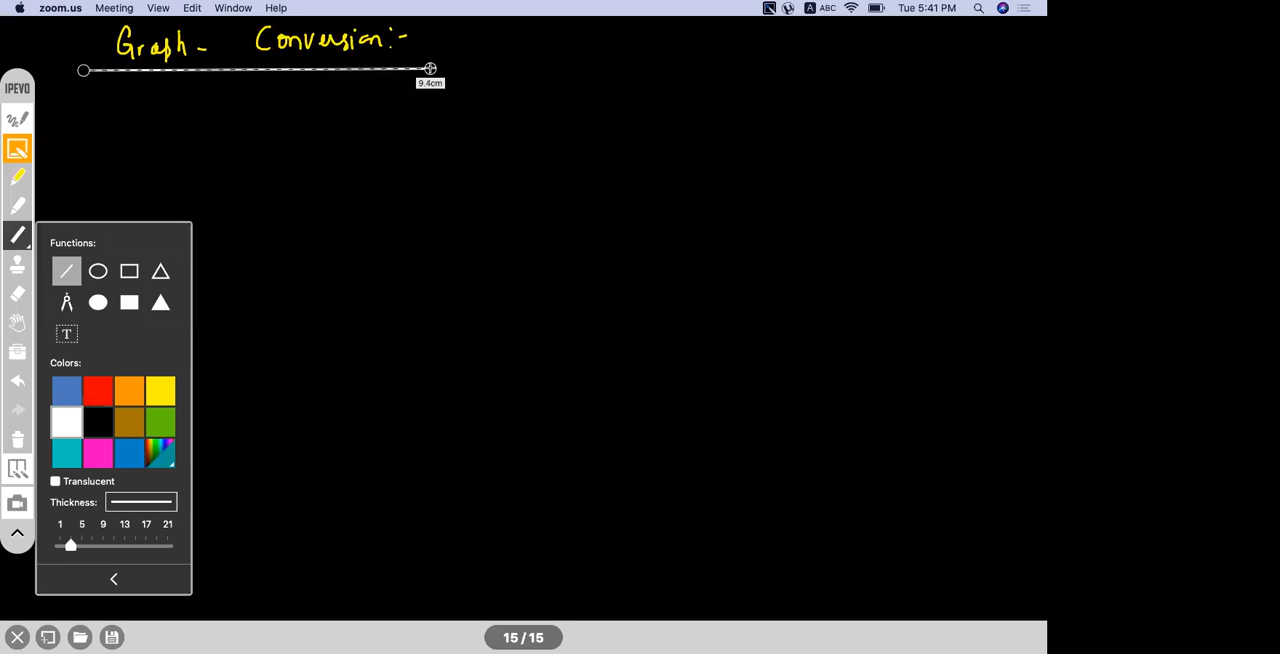 zoom.us Meeting View Edit Window Help
A ABC Tue 5:41 PM
Graph - Conversion:-
9.4cm
IPEVO
Functions:
T
Colors:
Translucent
Thickness:
1 5 9 13 17 21
15 / 15